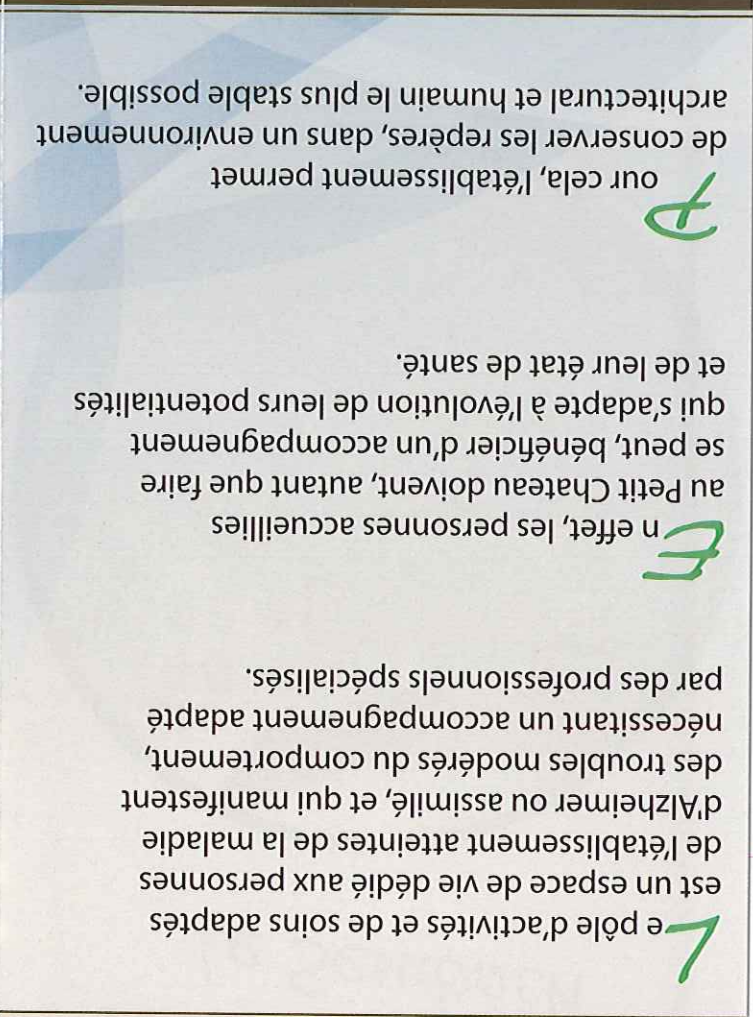 Le pôle d'activités et de soins adaptés
est un espace de vie dédié aux personnes
de l'établissement atteintes de la maladie
d'Alzheimer ou assimilé, et qui manifestent
des troubles modérés du comportement,
nécessitant un accompagnement adapté
par des professionnels spécialisés.
En effet, les personnes accueillies
au Petit Chateau doivent, autant que faire
se peut, bénéficier d'un accompagnement
qui s'adapte à l'évolution de leurs potentialités
et de leur état de santé.
Pour cela, l'établissement permet
de conserver les repères, dans un environnement
architectural et humain le plus stable possible.